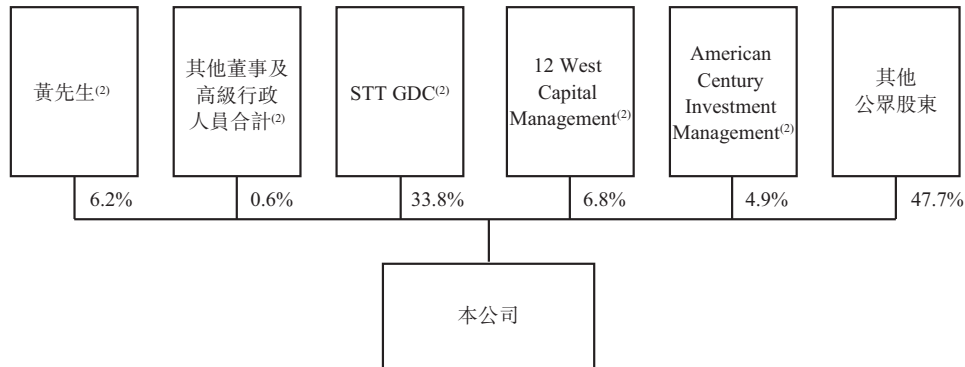 黃先生(2)
其他董事及
高級行政
人員合計(2)
STT GDC(2)
12 West
Capital
Management(2)
American
Century
Investment
Management(2)
其他
公眾股東
6.2%
0.6%
33.8%
6.8%
4.9%
47.7%
本公司